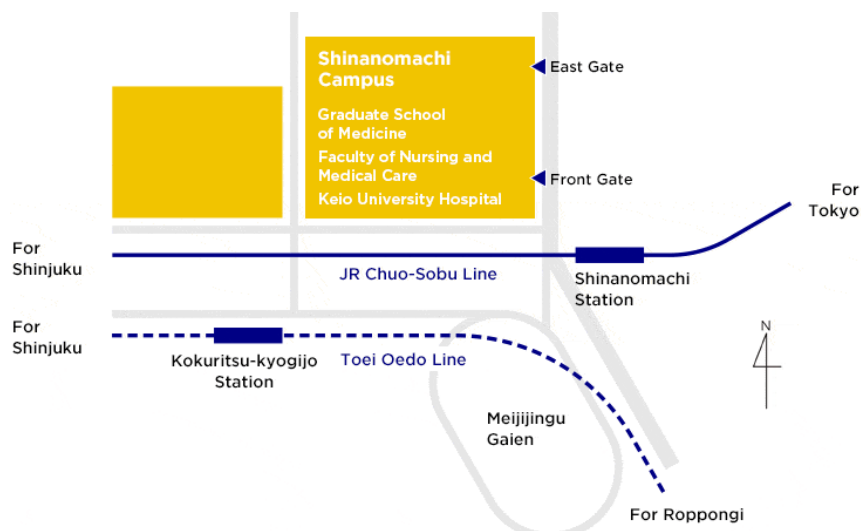 Shinanomachi
Campus
Graduate School
of Medicine
Faculty of Nursing and
Medical Care
Keio University Hospital
East Gate
Front Gate
For
Tokyo
For
Shinjuku
JR Chuo-Sobu Line
Shinanomachi
Station
For
Shinjuku
Kokuritsu-kyogijo
Station
Toei Oedo Line
N
Meijijingu
Gaien
For Roppongi